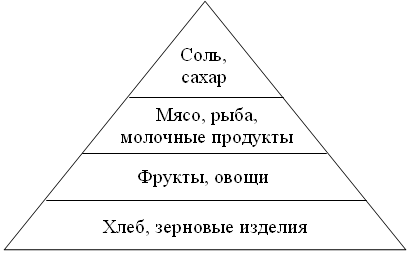 Соль,
сахар
Мясо, рыба,
молочные продукты
Фрукты, овощи
Хлеб, зерновые изделия